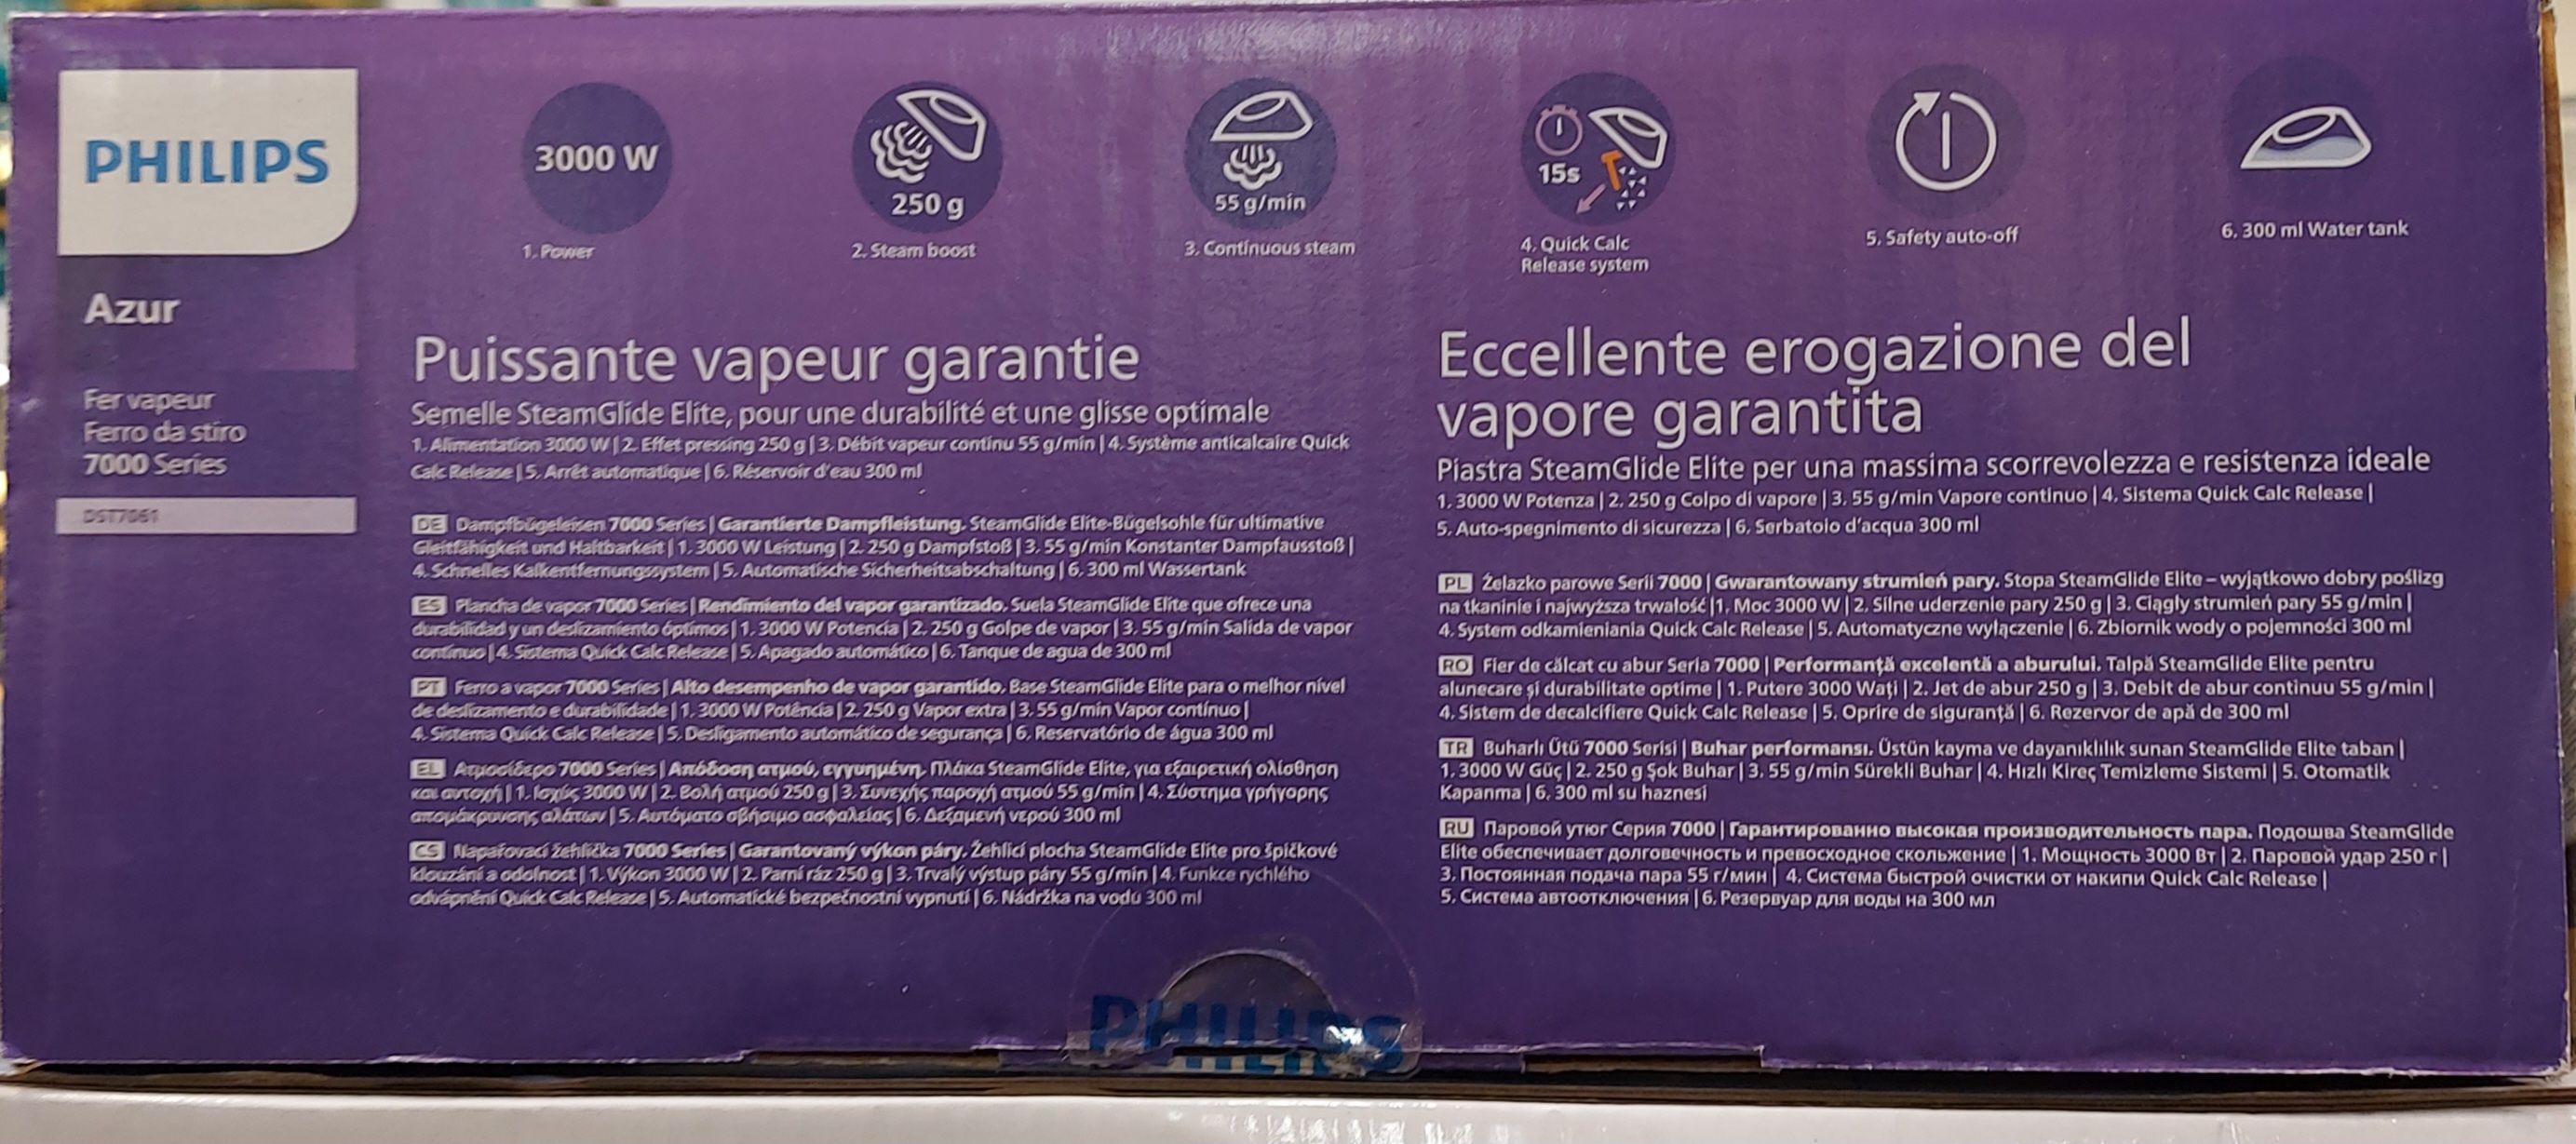 PHILIPS
Azur
Fer vapeur
Ferro da stiro
7000 Series
DST7061
3000 W
1. Power
250 g
2. Steam boost
55 g/min
3. Continuous steam
15s
4. Quick Calc
Release system
5. Safety auto-off
6. 300 ml Water tank
Puissante vapeur garantie
Semelle SteamGlide Elite, pour une durabilité et une glisse optimale
1. Alimentation 3000 W | 2. Effet pressing 250 g | 3. Débit vapeur continu 55 g/min | 4. Système anticalcaire Quick
Calc Release | 5. Arrêt automatique | 6. Réservoir d'eau 300 ml
DE Dampfbügeleisen 7000 Series | Garantierte Dampfleistung. SteamGlide Elite-Bügelsohle für ultimative
Gleitfähigkeit und Haltbarkeit | 1. 3000 W Leistung | 2. 250 g Dampfstoß | 3. 55 g/min Konstanter Dampfausstoß |
4. Schnelles Kalkentfernungssystem | 5. Automatische Sicherheitsabschaltung | 6. 300 ml Wassertank
ES Plancha de vapor 7000 Series | Rendimiento del vapor garantizado. Suela SteamGlide Elite que ofrece una
durabilidad y un deslizamiento óptimos | 1. 3000 W Potencia | 2. 250 g Golpe de vapor | 3. 55 g/min Salida de vapor
continuo | 4. Sistema Quick Calc Release | 5. Apagado automático | 6. Tanque de agua de 300 ml
PT Ferro a vapor 7000 Series | Alto desempenho de vapor garantido. Base SteamGlide Elite para o melhor nível
de deslizamento e durabilidade | 1. 3000 W Potência | 2. 250 g Vapor extra | 3. 55 g/min Vapor contínuo |
4. Sistema Quick Calc Release | 5. Desligamento automático de segurança | 6. Reservatório de água 300 ml
EL Ατμοσίδερο 7000 Series | Απόδοση ατμού, εγγυημένη. Πλάκα SteamGlide Elite, για εξαιρετική ολίσθηση
και αντοχή | 1. Ισχύς 3000 W | 2. Βολή ατμού 250 g | 3. Συνεχής παροχή ατμού 55 g/min | 4. Σύστημα γρήγορης
απομάκρυνσης αλάτων | 5. Αυτόματο σβήσιμο ασφαλείας | 6. Δεξαμενή νερού 300 ml
CS Napařovací žehlička 7000 Series | Garantovaný výkon páry. Žehlicí plocha SteamGlide Elite pro špičkové
klouzání a odolnost | 1. Výkon 3000 W | 2. Parní ráz 250 g | 3. Trvalý výstup páry 55 g/min | 4. Funkce rychlého
odvápnění Quick Calc Release | 5. Automatické bezpečnostní vypnutí | 6. Nádržka na vodu 300 ml
Eccellente erogazione del
vapore garantita
Piastra SteamGlide Elite per una massima scorrevolezza e resistenza ideale
1. 3000 W Potenza | 2. 250 g Colpo di vapore | 3. 55 g/min Vapore continuo | 4. Sistema Quick Calc Release |
5. Auto-spegnimento di sicurezza | 6. Serbatoio d'acqua 300 ml
PL Żelazko parowe Serii 7000 | Gwarantowany strumień pary. Stopa SteamGlide Elite – wyjątkowo dobry poślizg
na tkaninie i najwyższa trwałość |1. Moc 3000 W | 2. Silne uderzenie pary 250 g | 3. Ciągły strumień pary 55 g/min |
4. System odkamieniania Quick Calc Release | 5. Automatyczne wyłączenie | 6. Zbiornik wody o pojemności 300 ml
RO Fier de călcat cu abur Seria 7000 | Performanță excelentă a aburului. Talpă SteamGlide Elite pentru
alunecare și durabilitate optime | 1. Putere 3000 Wați | 2. Jet de abur 250 g | 3. Debit de abur continuu 55 g/min |
4. Sistem de decalcifiere Quick Calc Release | 5. Oprire de siguranță | 6. Rezervor de apă de 300 ml
TR Buharlı Ütü 7000 Serisi | Buhar performansı. Üstün kayma ve dayanıklılık sunan SteamGlide Elite taban |
1. 3000 W Güç | 2. 250 g Şok Buhar | 3. 55 g/min Sürekli Buhar | 4. Hızlı Kireç Temizleme Sistemi | 5. Otomatik
Kapanma | 6. 300 ml su haznesi
RU Паровой утюг Серия 7000 | Гарантированно высокая производительность пара. Подошва SteamGlide
Elite обеспечивает долговечность и превосходное скольжение | 1. Мощность 3000 Вт | 2. Паровой удар 250 г |
3. Постоянная подача пара 55 г/мин | 4. Система быстрой очистки от накипи Quick Calc Release |
5. Система автоотключения | 6. Резервуар для воды на 300 мл
PHILIPS